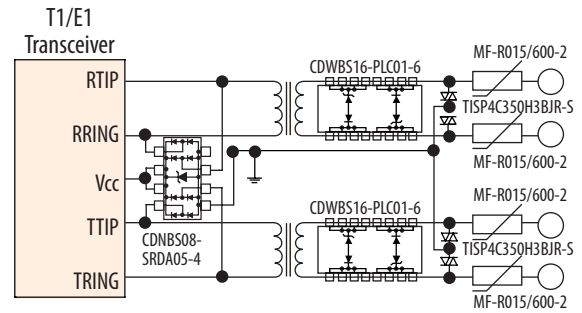 T1/E1
Transceiver
RTIP
RRING
Vcc
TTIP
TRING
CDNBS08-
SRDA05-4
CDWBS16-PLC01-6
MF-R015/600-2
TISP4C350H3BJR-S
MF-R015/600-2
CDWBS16-PLC01-6
MF-R015/600-2
TISP4C350H3BJR-S
MF-R015/600-2